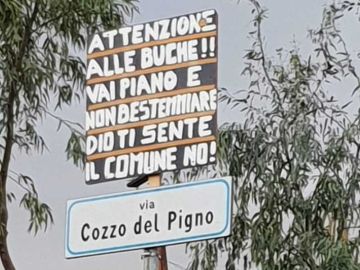 ATTENZIONE
ALLE BUCHE!!
VAI PIANO E
NON BESTEMMIARE
DIO TI SENTE
IL COMUNE NO!
via
Cozzo del Pigno